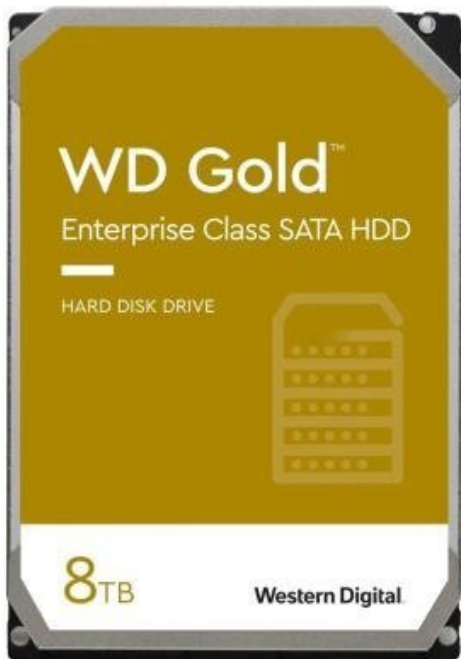 WD Gold™
Enterprise Class SATA HDD
HARD DISK DRIVE
8TB
Western Digital